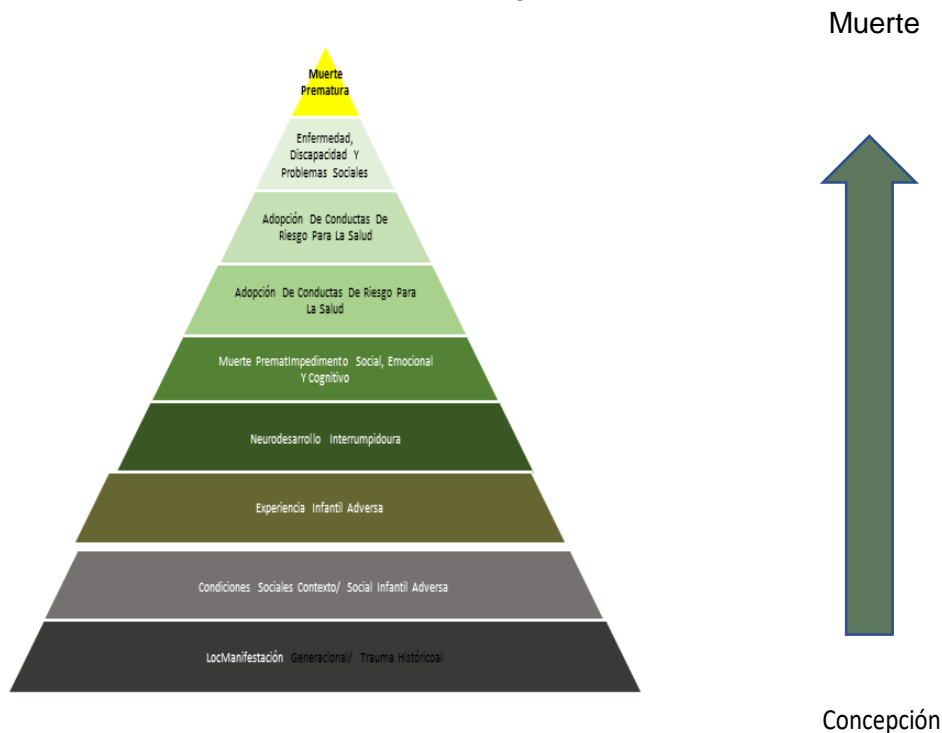 Muerte
Muerte
Prematura
Enfermedad,
Discapacidad Y
Problemas Sociales
Adopción De Conductas De
Riesgo Para La Salud
Adopción De Conductas De Riesgo Para
La Salud
Muerte PrematImpedimento Social, Emocional
Y Cognitivo
Neurodesarrollo Interrumpidoura
Experiencia Infantil Adversa
Condiciones Sociales Contexto/ Social Infantil Adversa
LocManifestación Generacional/ Trauma Históricoal
Concepción